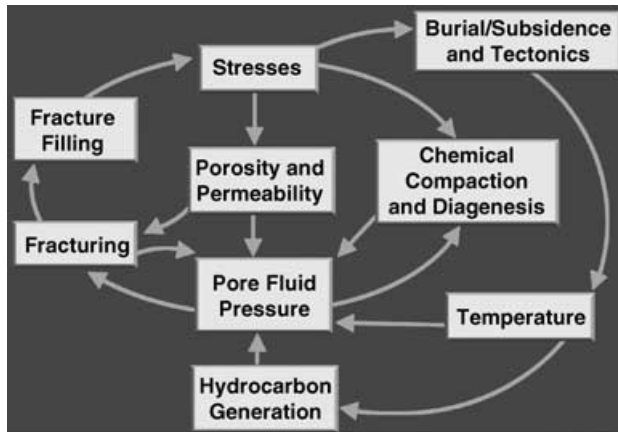 Burial/Subsidence
and Tectonics
Stresses
Fracture
Filling
Porosity and
Permeability
Chemical
Compaction
and Diagenesis
Fracturing
Pore Fluid
Pressure
Temperature
Hydrocarbon
Generation